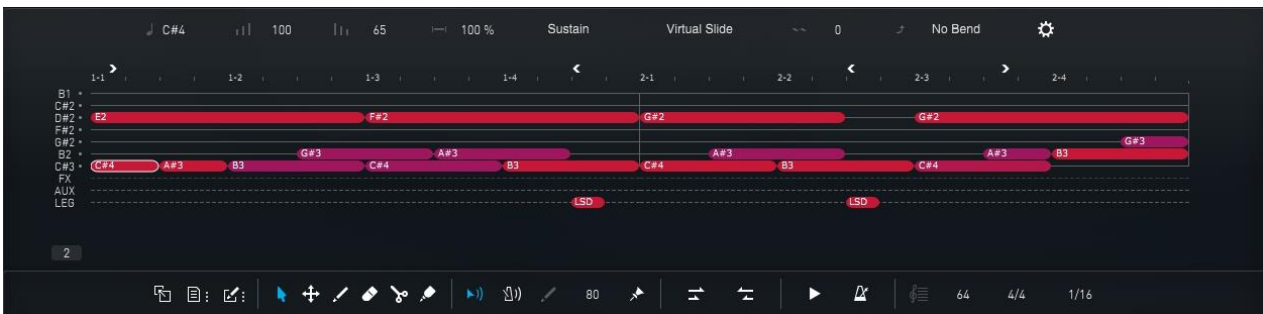 C#4 100 65 100 % Sustain Virtual Slide 0 No Bend
1-1 1-2 1-3 1-4 2-1 2-2 2-3 2-4
B1
C#2
D#2 E2 F#2 G#2 G#2
F#2
G#2 G#3
B2 G#3 A#3 A#3 A#3 B3
C#3 C#4 A#3 B3 C#4 B3 C#4 B3 C#4
FX
AUX
LEG LSD LSD
2
80 64 4/4 1/16